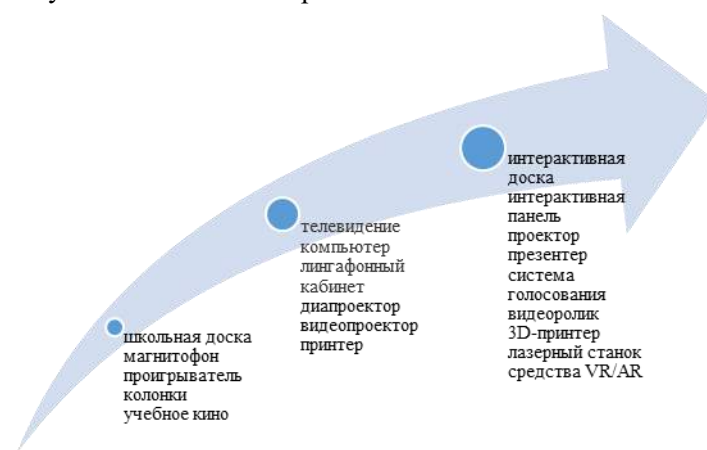 школьная доска
магнитофон
проигрыватель
колонки
учебное кино
телевидение
компьютер
лингафонный
кабинет
диапроектор
видеопроектор
принтер
интерактивная
доска
интерактивная
панель
проектор
презентер
система
голосования
видеоролик
3D-принтер
лазерный станок
средства VR/AR